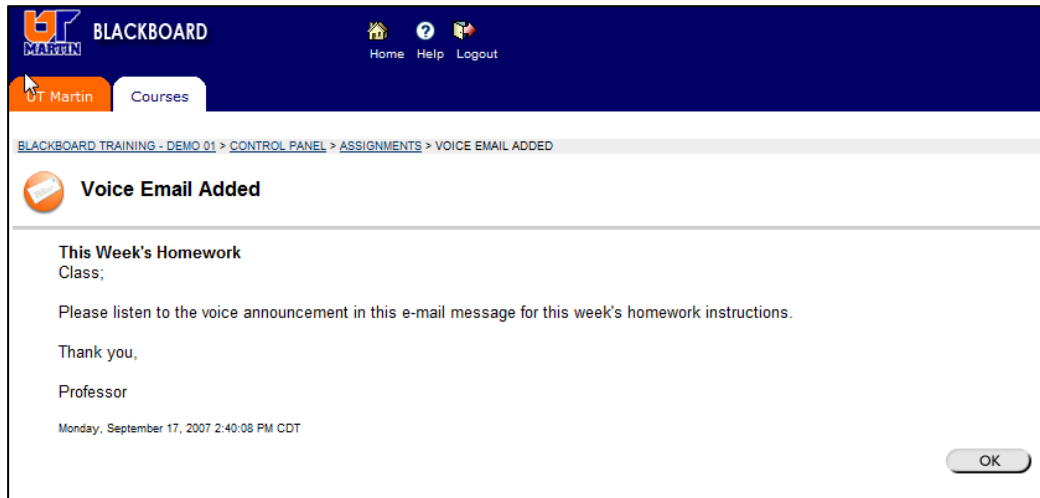 UT
MARTIN
BLACKBOARD
Home Help Logout
UT Martin Courses
BLACKBOARD TRAINING - DEMO 01 > CONTROL PANEL > ASSIGNMENTS > VOICE EMAIL ADDED
Voice Email Added
This Week's Homework
Class;
Please listen to the voice announcement in this e-mail message for this week's homework instructions.
Thank you,
Professor
Monday, September 17, 2007 2:40:08 PM CDT
OK